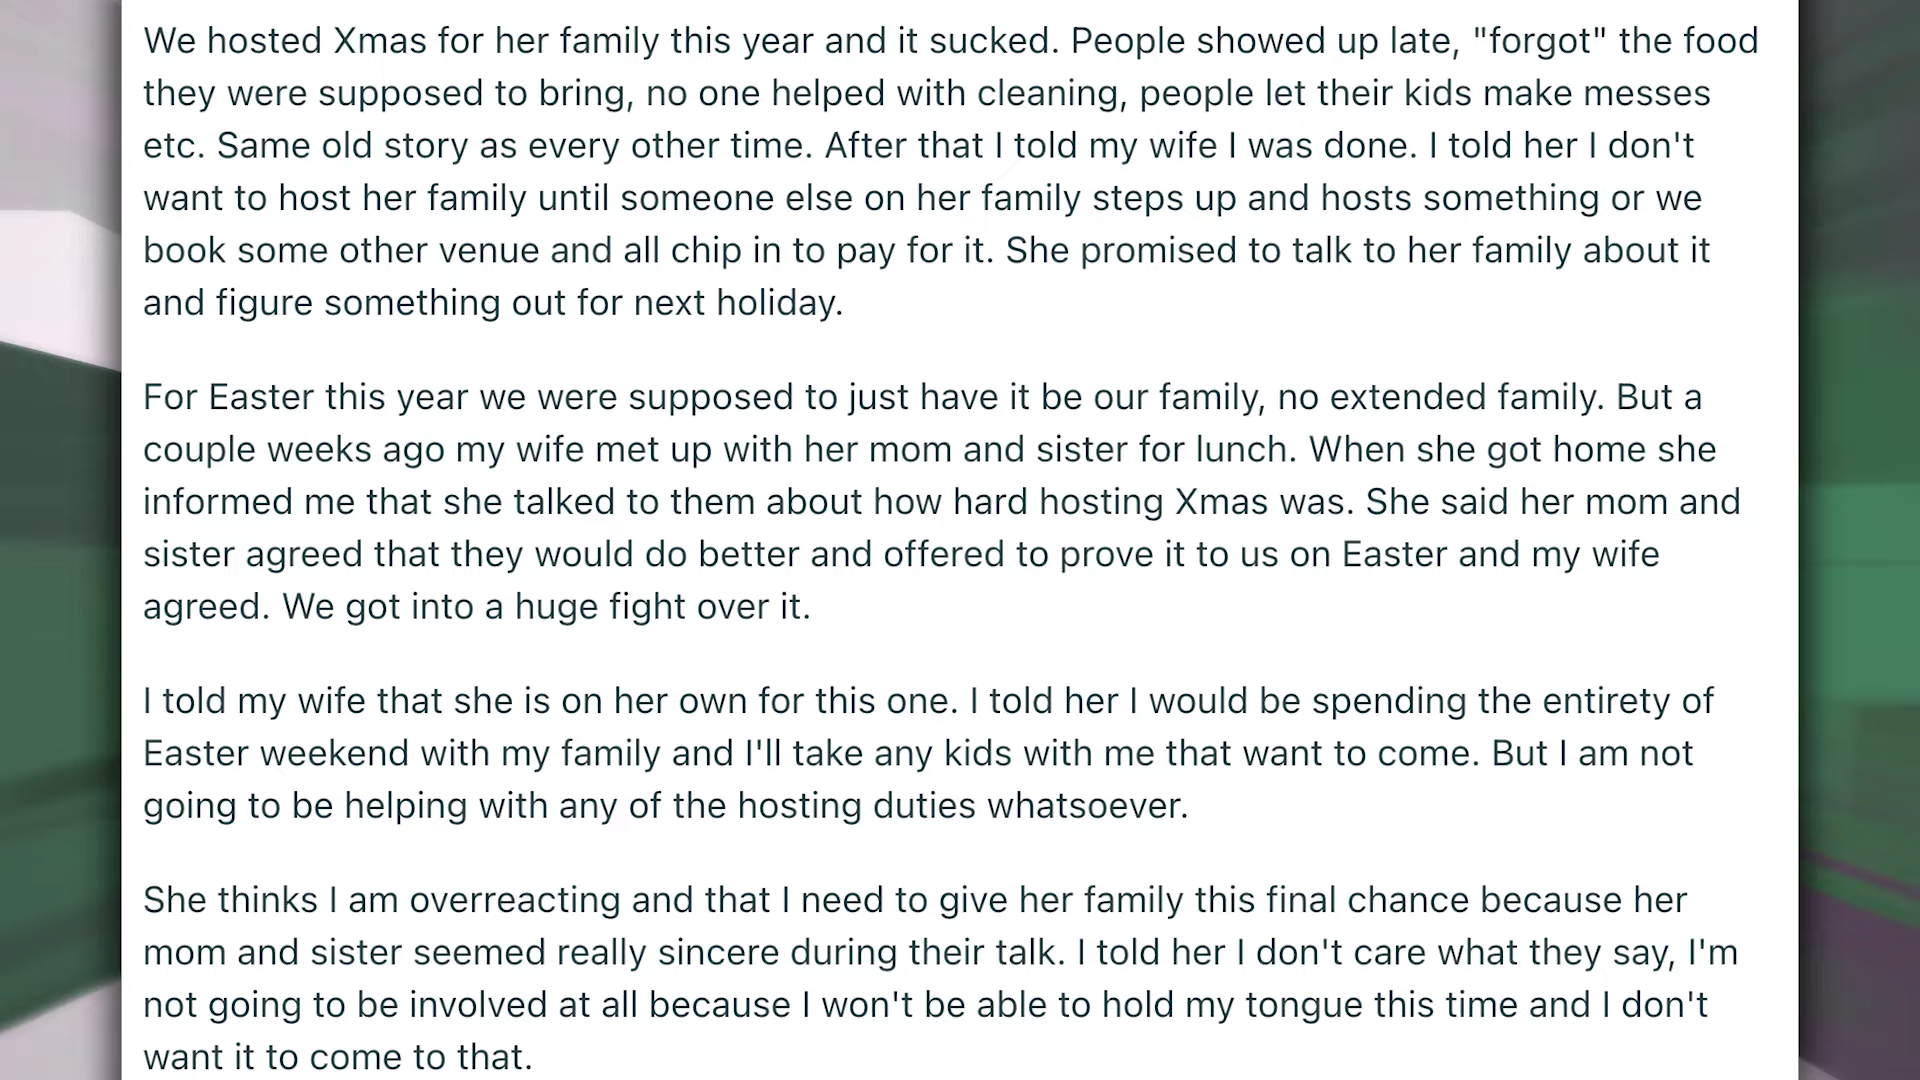 We hosted Xmas for her family this year and it sucked. People showed up late, "forgot" the food
they were supposed to bring, no one helped with cleaning, people let their kids make messes
etc. Same old story as every other time. After that I told my wife I was done. I told her I don't
want to host her family until someone else on her family steps up and hosts something or we
book some other venue and all chip in to pay for it. She promised to talk to her family about it
and figure something out for next holiday.
For Easter this year we were supposed to just have it be our family, no extended family. But a
couple weeks ago my wife met up with her mom and sister for lunch. When she got home she
informed me that she talked to them about how hard hosting Xmas was. She said her mom and
sister agreed that they would do better and offered to prove it to us on Easter and my wife
agreed. We got into a huge fight over it.
I told my wife that she is on her own for this one. I told her I would be spending the entirety of
Easter weekend with my family and I'll take any kids with me that want to come. But I am not
going to be helping with any of the hosting duties whatsoever.
She thinks I am overreacting and that I need to give her family this final chance because her
mom and sister seemed really sincere during their talk. I told her I don't care what they say, I'm
not going to be involved at all because I won't be able to hold my tongue this time and I don't
want it to come to that.